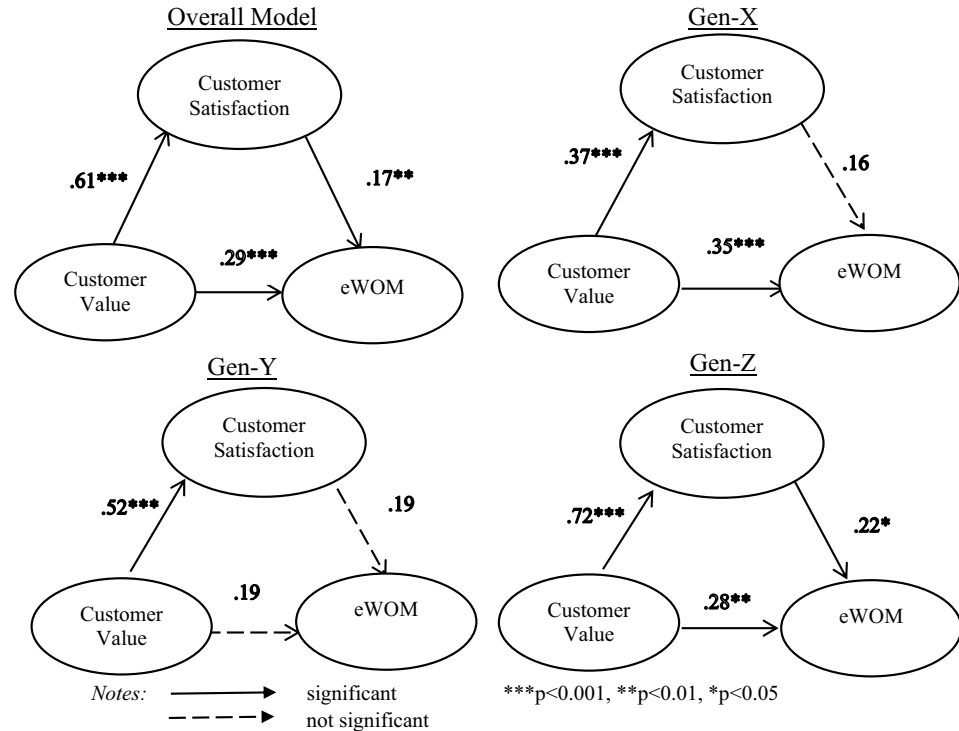 Overall Model
Customer
Satisfaction
.61***
.17**
.29***
Customer
Value
eWOM
Gen-X
Customer
Satisfaction
.37***
.16
.35***
Customer
Value
eWOM
Gen-Y
Customer
Satisfaction
.52***
.19
.19
Customer
Value
eWOM
Gen-Z
Customer
Satisfaction
.72***
.22*
.28**
Customer
Value
eWOM
Notes:
significant
not significant
***p<0.001, **p<0.01, *p<0.05